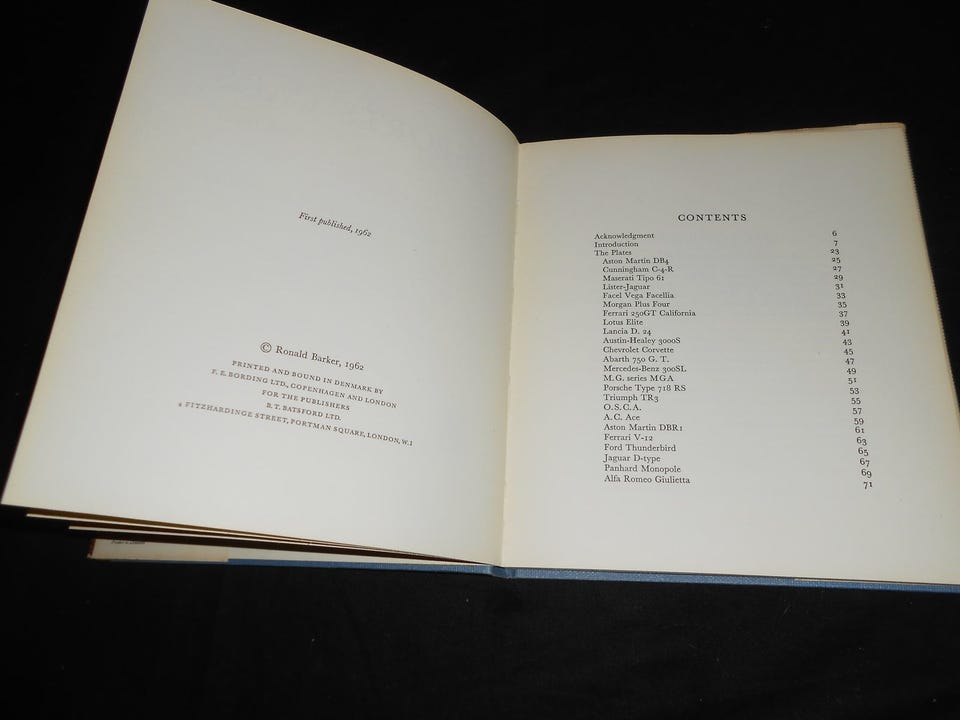 First published, 1962
© Ronald Barker, 1962
PRINTED AND BOUND IN DENMARK BY
F. E. BORDING LTD., COPENHAGEN AND LONDON
FOR THE PUBLISHERS
B. T. BATSFORD LTD.
4 FITZHARDINGE STREET, PORTMAN SQUARE, LONDON, W.1
CONTENTS
Acknowledgment 6
Introduction 7
The Plates 23
Aston Martin DB4 25
Cunningham C-4-R 27
Maserati Tipo 61 29
Lister-Jaguar 31
Facel Vega Facellia 33
Morgan Plus Four 35
Ferrari 250GT California 37
Lotus Elite 39
Lancia D. 24 41
Austin-Healey 3000S 43
Chevrolet Corvette 45
Abarth 750 G. T. 47
Mercedes-Benz 300SL 49
M.G. series MGA 51
Porsche Type 718 RS 53
Triumph TR3 55
O.S.C.A. 57
A.C. Ace 59
Aston Martin DBR1 61
Ferrari V-12 63
Ford Thunderbird 65
Jaguar D-type 67
Panhard Monopole 69
Alfa Romeo Giulietta 71